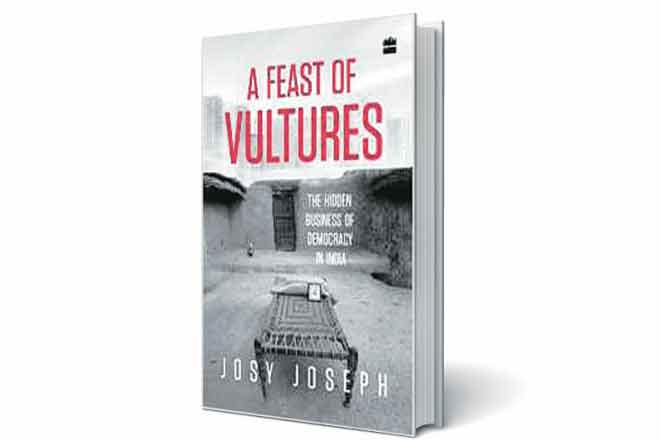 A FEAST OF
VULTURES
THE HIDDEN
BUSINESS OF
DEMOCRACY
IN INDIA
JOSY JOSEPH